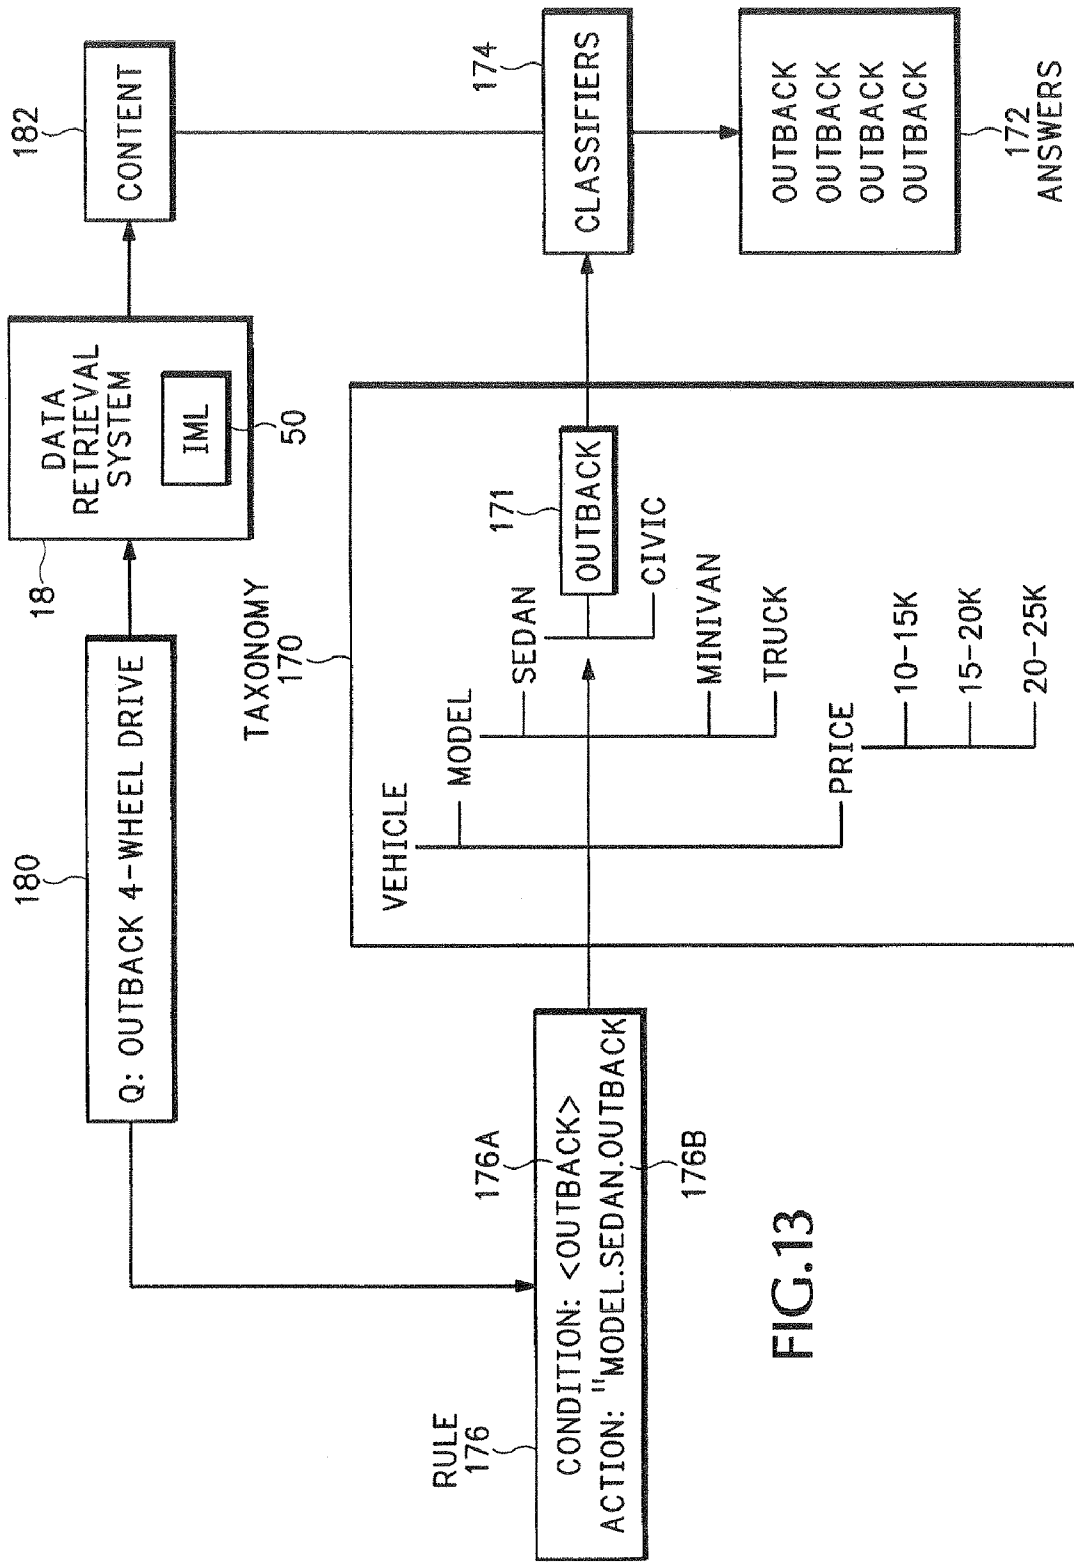 180
Q: OUTBACK 4-WHEEL DRIVE
18
DATA
RETRIEVAL
SYSTEM
IML
50
182
CONTENT
TAXONOMY
170
VEHICLE
MODEL
SEDAN
171
OUTBACK
CIVIC
MINIVAN
TRUCK
PRICE
10-15K
15-20K
20-25K
174
CLASSIFIERS
OUTBACK
OUTBACK
OUTBACK
OUTBACK
172
ANSWERS
RULE
176
176A
CONDITION: <OUTBACK>
ACTION: "MODEL.SEDAN.OUTBACK
176B
FIG.13